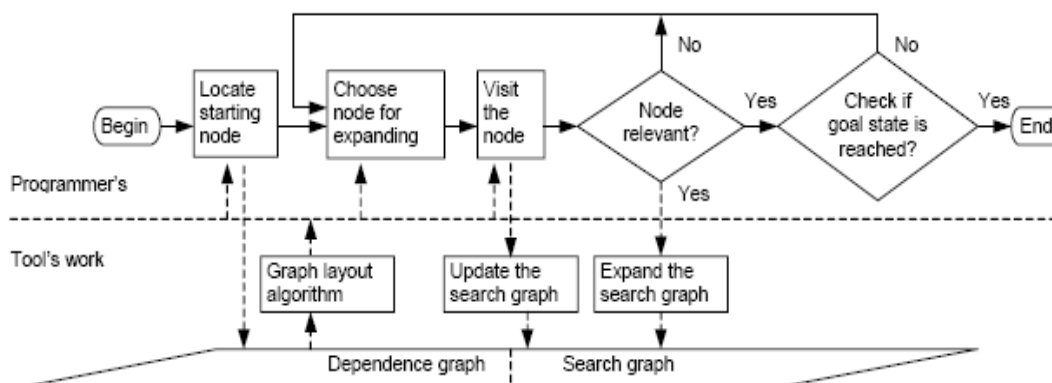 No
No
Locate
starting
node
Choose
node for
expanding
Visit
the
node
Node
relevant?
Yes
Check if
goal state is
reached?
Yes
Begin
End
Programmer's
Yes
Tool's work
Graph layout
algorithm
Update the
search graph
Expand the
search graph
Dependence graph
Search graph